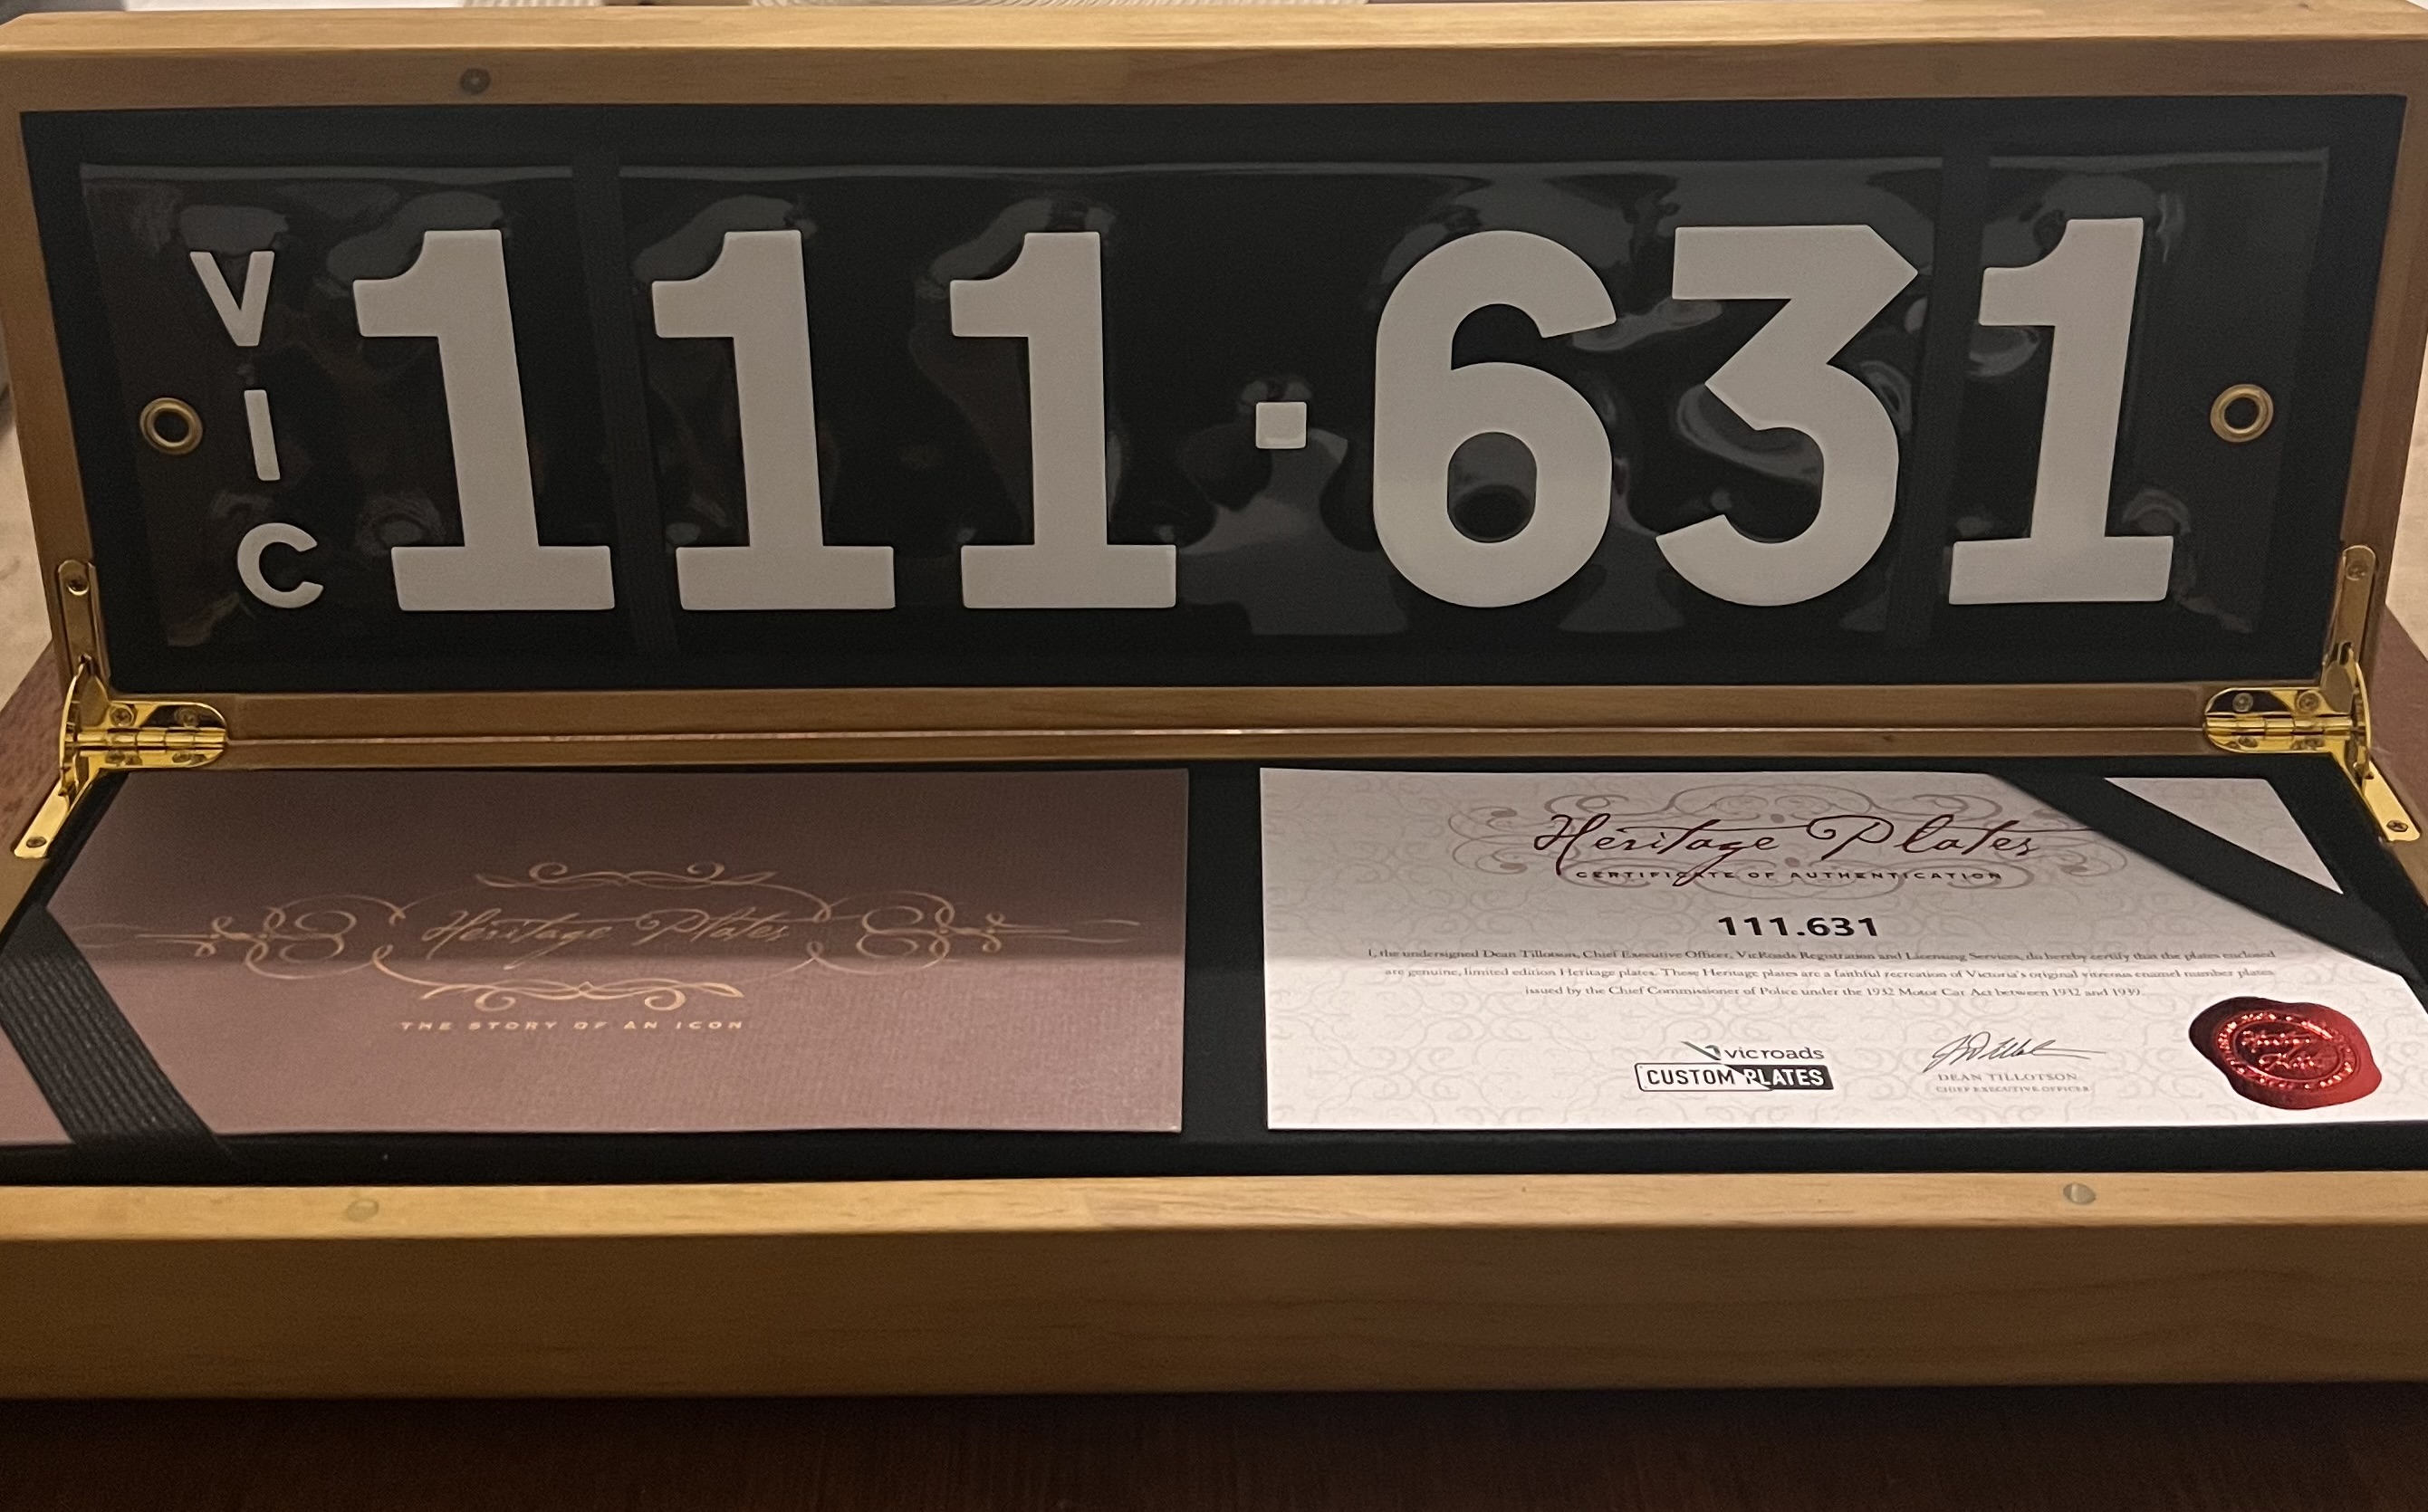 VIC 111·631
Heritage Plates
THE STORY OF AN ICON
Heritage Plates
CERTIFICATE OF AUTHENTICATION
111.631
I, the undersigned Dean Tillotson, Chief Executive Officer, VicRoads Registration and Licensing Services, do hereby certify that the plates enclosed
are genuine, limited edition Heritage plates. These Heritage plates are a faithful recreation of Victoria's original vitreous enamel number plates
issued by the Chief Commissioner of Police under the 1932 Motor Car Act between 1932 and 1939.
vicroads
CUSTOM PLATES
DEAN TILLOTSON
CHIEF EXECUTIVE OFFICER